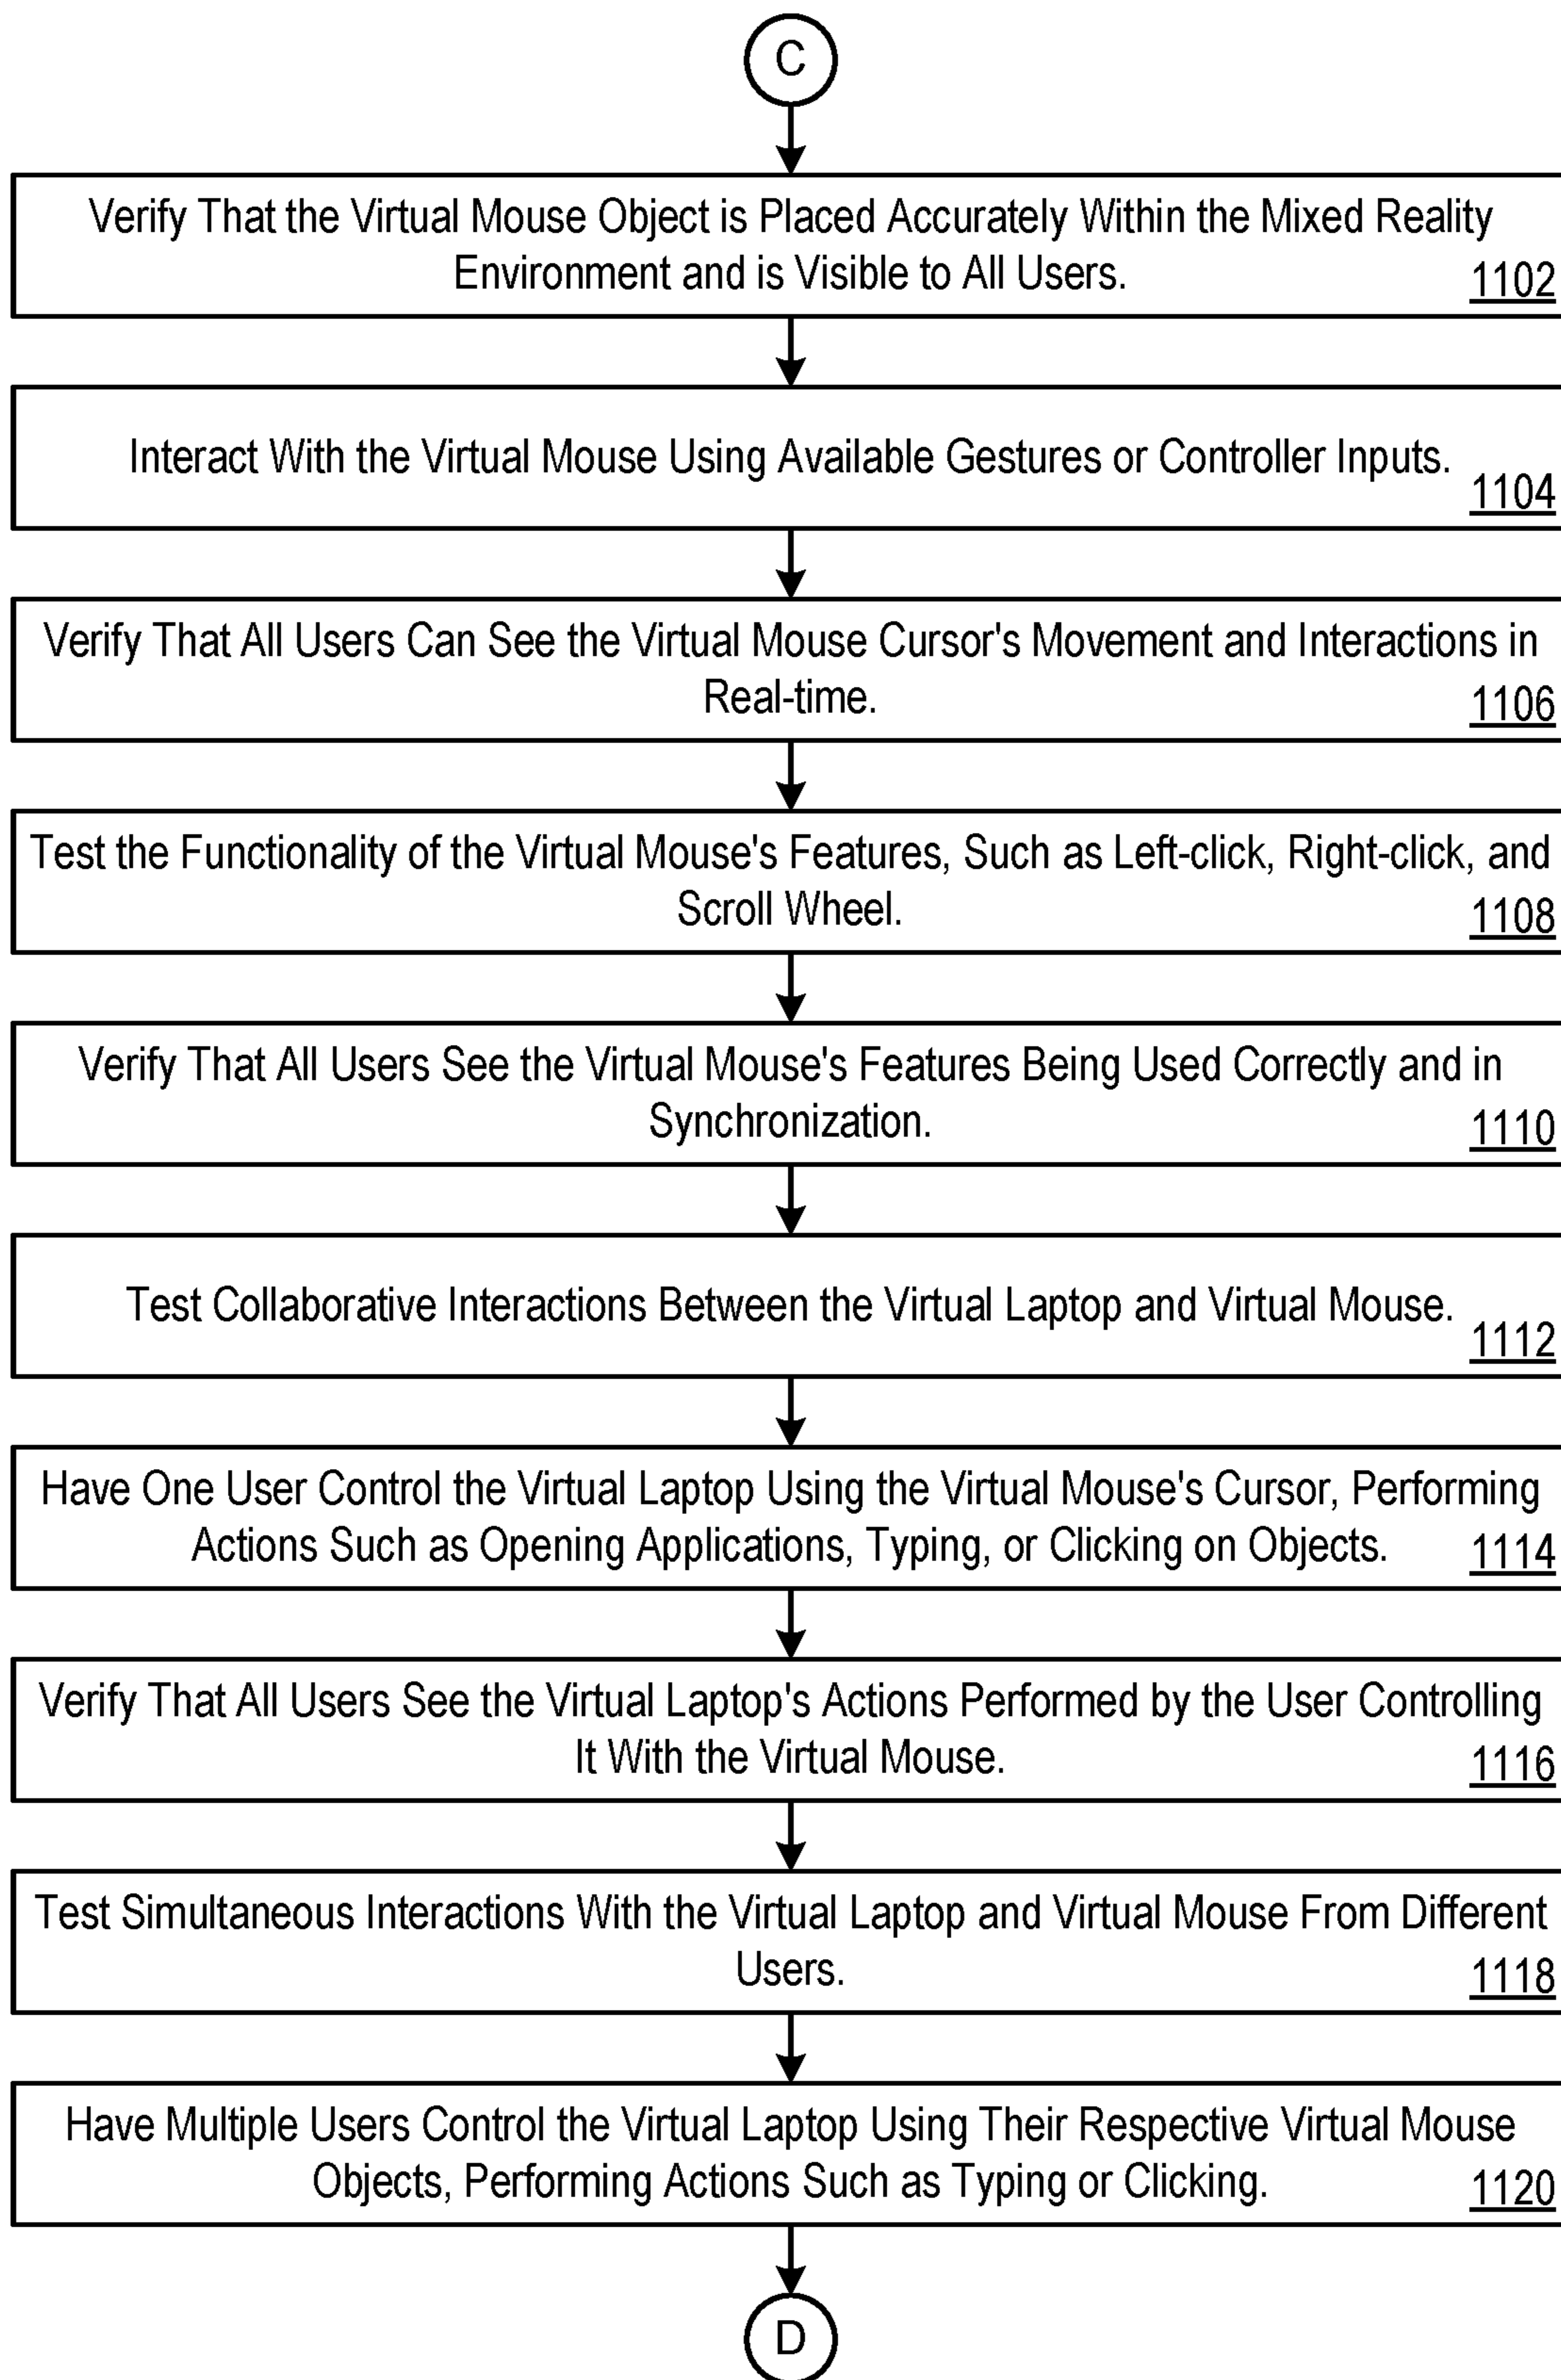 C
Verify That the Virtual Mouse Object is Placed Accurately Within the Mixed Reality
Environment and is Visible to All Users.
1102
Interact With the Virtual Mouse Using Available Gestures or Controller Inputs.
1104
Verify That All Users Can See the Virtual Mouse Cursor's Movement and Interactions in
Real-time.
1106
Test the Functionality of the Virtual Mouse's Features, Such as Left-click, Right-click, and
Scroll Wheel.
1108
Verify That All Users See the Virtual Mouse's Features Being Used Correctly and in
Synchronization.
1110
Test Collaborative Interactions Between the Virtual Laptop and Virtual Mouse.
1112
Have One User Control the Virtual Laptop Using the Virtual Mouse's Cursor, Performing
Actions Such as Opening Applications, Typing, or Clicking on Objects.
1114
Verify That All Users See the Virtual Laptop's Actions Performed by the User Controlling
It With the Virtual Mouse.
1116
Test Simultaneous Interactions With the Virtual Laptop and Virtual Mouse From Different
Users.
1118
Have Multiple Users Control the Virtual Laptop Using Their Respective Virtual Mouse
Objects, Performing Actions Such as Typing or Clicking.
1120
D